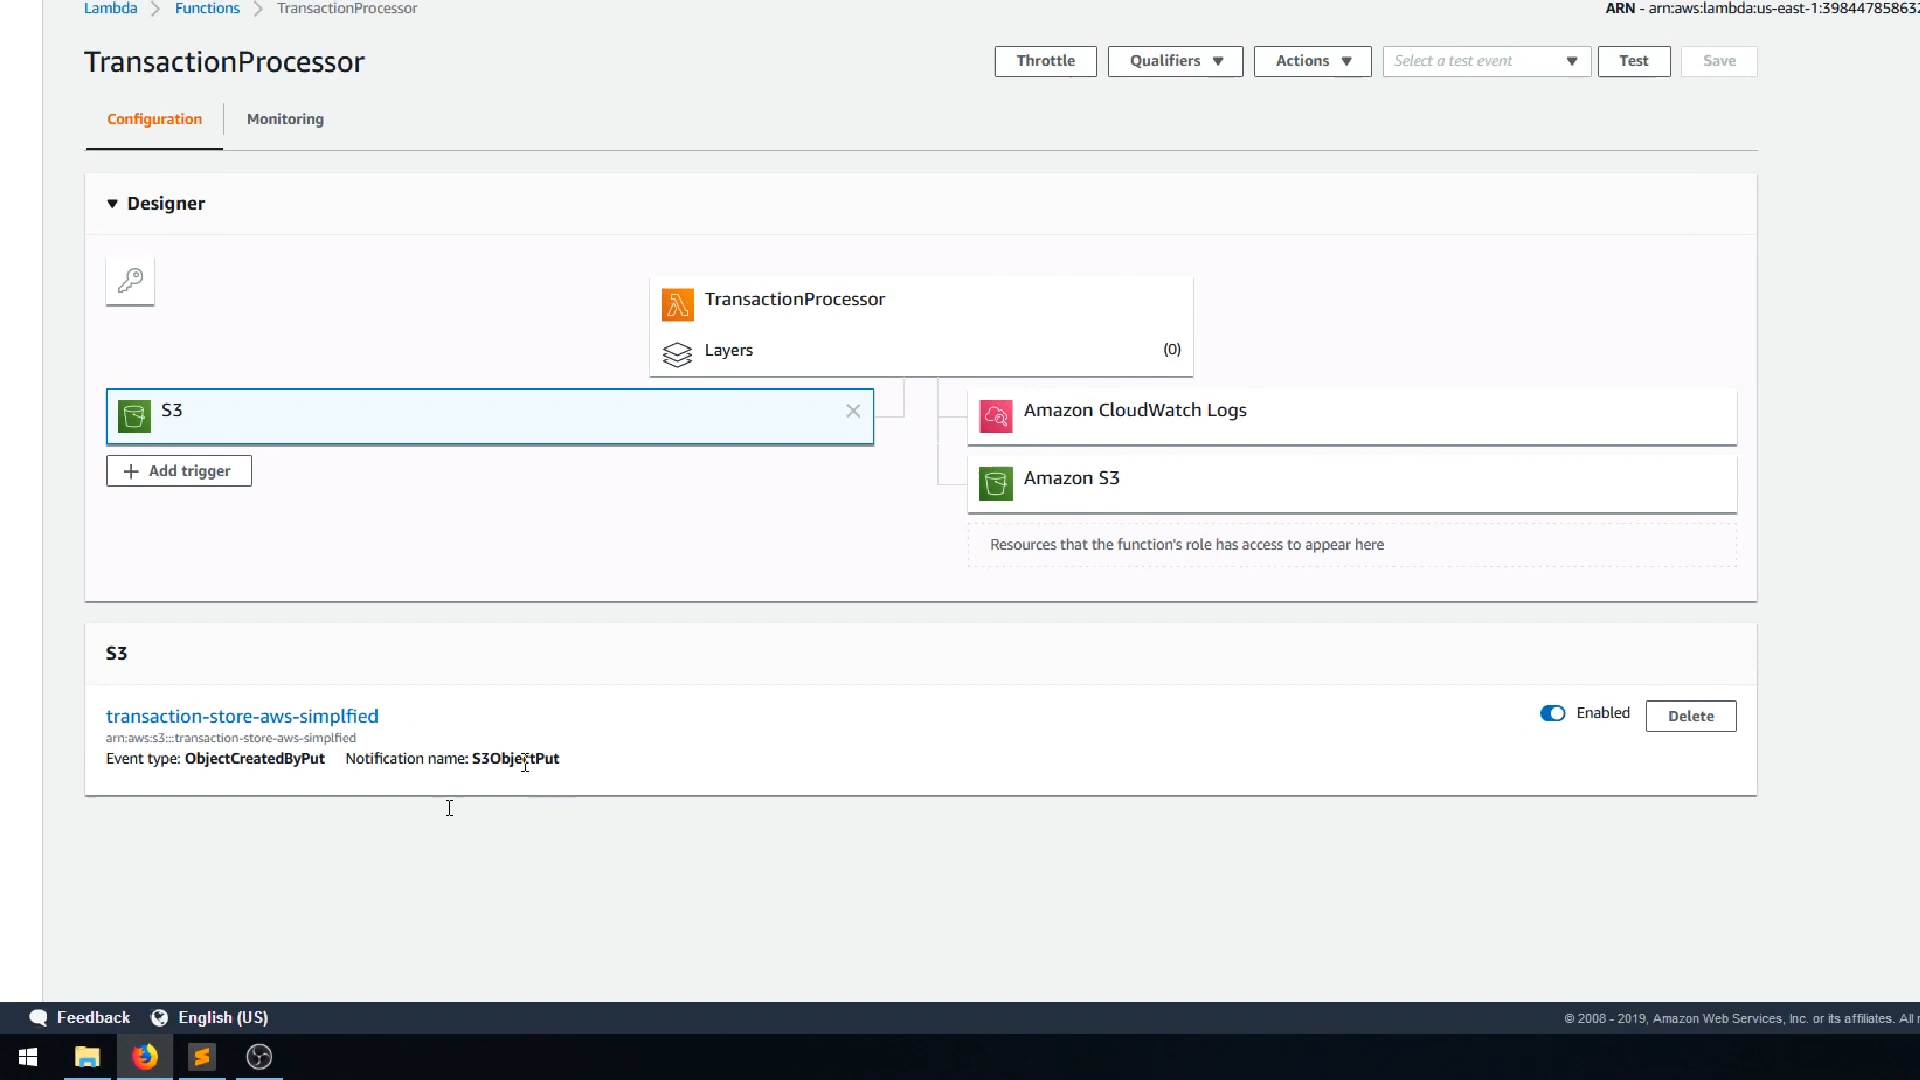 Lambda Functions TransactionProcessor
ARN - arn:aws:lambda:us-east-1:398447858632
TransactionProcessor
Throttle Qualifiers Actions Select a test event Test Save
Configuration Monitoring
Designer
TransactionProcessor
Layers (0)
S3
Amazon CloudWatch Logs
Add trigger
Amazon S3
Resources that the function's role has access to appear here
S3
transaction-store-aws-simplfied
Enabled Delete
arn:aws:s3:::transaction-store-aws-simplfied
Event type: ObjectCreatedByPut Notification name: S3ObjectPut
Feedback English (US)
© 2008 - 2019, Amazon Web Services, Inc. or its affiliates. All